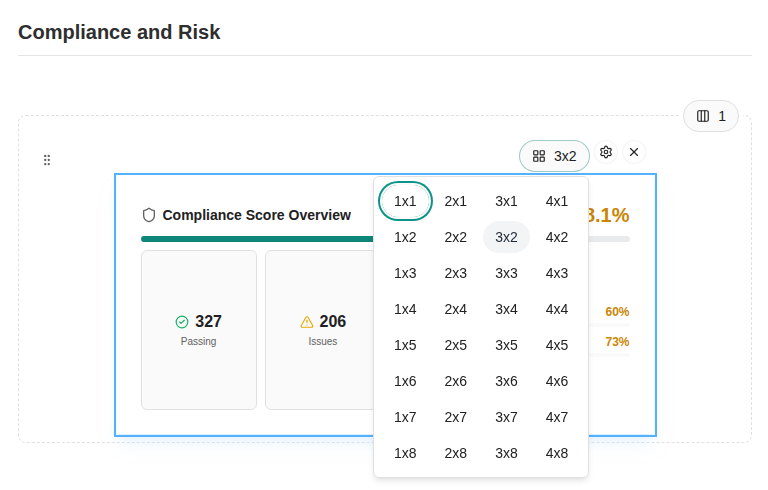 Compliance and Risk
1
3x2
Compliance Score Overview
3.1%
1x1 2x1 3x1 4x1
1x2 2x2 3x2 4x2
1x3 2x3 3x3 4x3
1x4 2x4 3x4 4x4
1x5 2x5 3x5 4x5
1x6 2x6 3x6 4x6
1x7 2x7 3x7 4x7
1x8 2x8 3x8 4x8
327
Passing
206
Issues
60%
73%